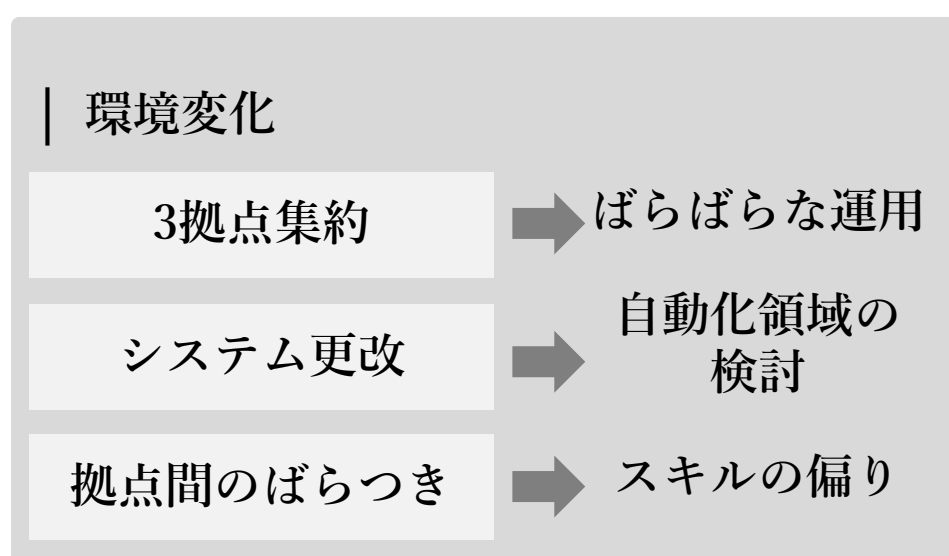 環境変化
3拠点集約
ばらばらな運用
システム更改
自動化領域の
検討
拠点間のばらつき
スキルの偏り